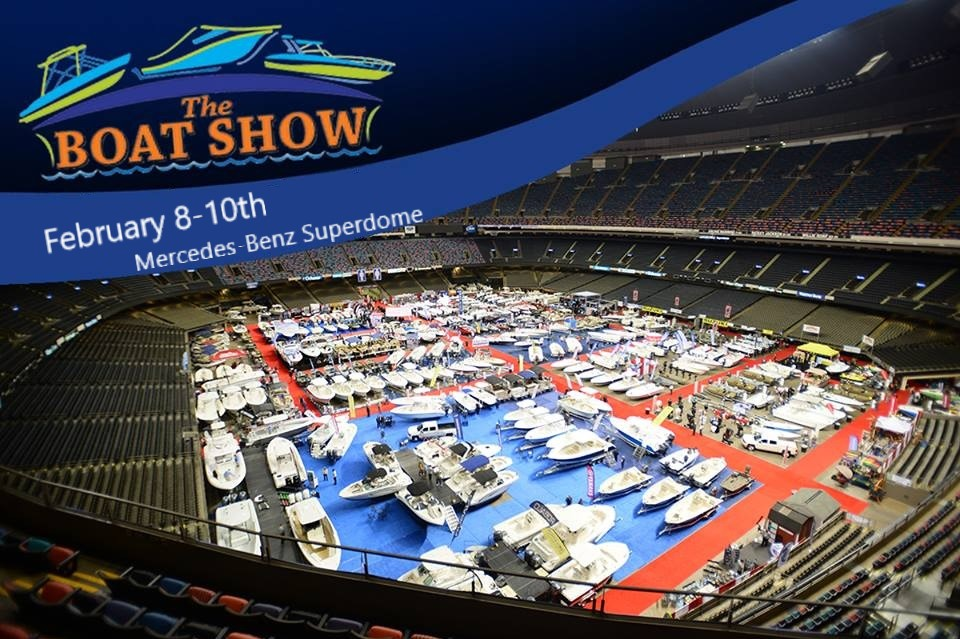 The
BOAT SHOW
February 8-10th
Mercedes-Benz Superdome